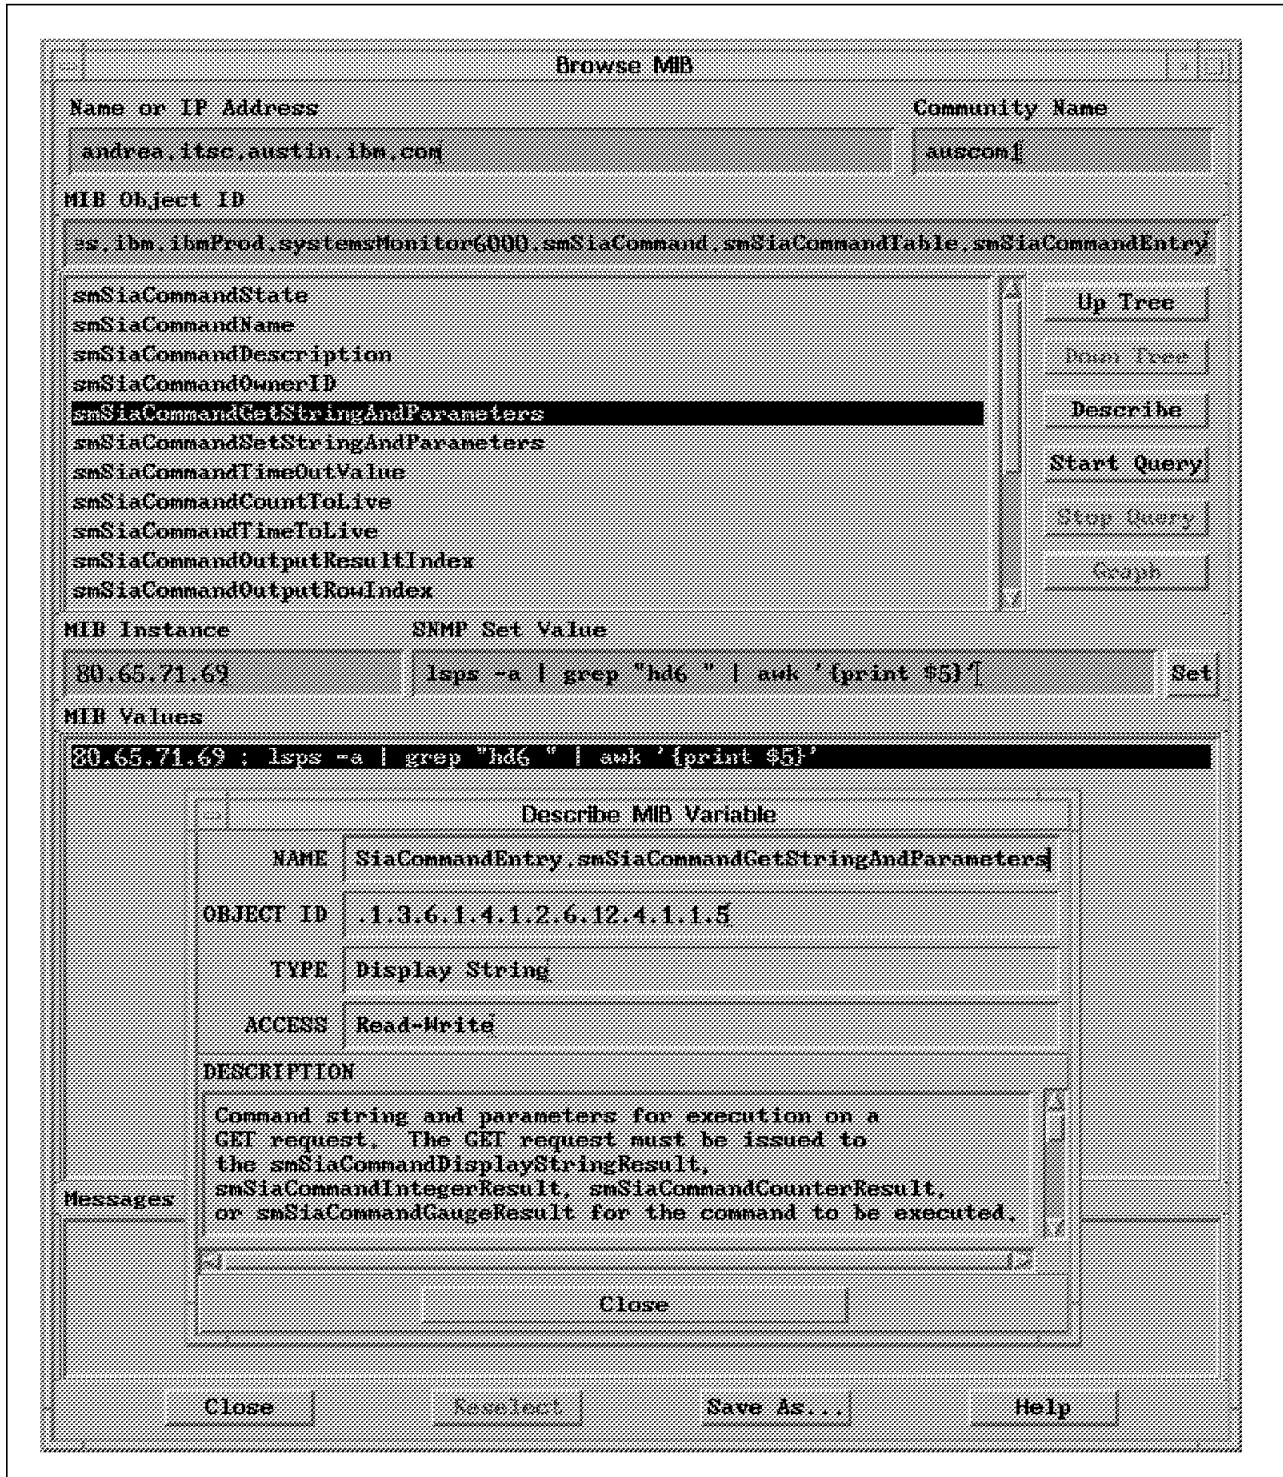 Browse MIB
Name or IP Address
Community Name
andrea.itsc.austin.ibm.com
auscom1
MIB Object ID
es.ibm.ibmProd.systemsMonitor6000.smSiaCommand.smSiaCommandTable.smSiaCommandEntry
smSiaCommandState
smSiaCommandName
smSiaCommandDescription
smSiaCommandOwnerID
smSiaCommandGetStringAndParameters
smSiaCommandSetStringAndParameters
smSiaCommandTimeOutValue
smSiaCommandCountToLive
smSiaCommandTimeToLive
smSiaCommandOutputResultIndex
smSiaCommandOutputRowIndex
Up Tree
Down Tree
Describe
Start Query
Stop Query
Graph
MIB Instance
SNMP Set Value
80.65.71.69
lsps -a | grep "hd6 " | awk '{print $5}'
Set
MIB Values
80.65.71.69 : lsps -a | grep "hd6 " | awk '{print $5}'
Describe MIB Variable
NAME SiaCommandEntry.smSiaCommandGetStringAndParameters
OBJECT ID .1.3.6.1.4.1.2.6.12.4.1.1.5
TYPE Display String
ACCESS Read-Write
DESCRIPTION
Command string and parameters for execution on a
GET request. The GET request must be issued to
the smSiaCommandDisplayStringResult,
smSiaCommandIntegerResult, smSiaCommandCounterResult,
or smSiaCommandGaugeResult for the command to be executed.
Close
Messages
Close
Reselect
Save As...
Help